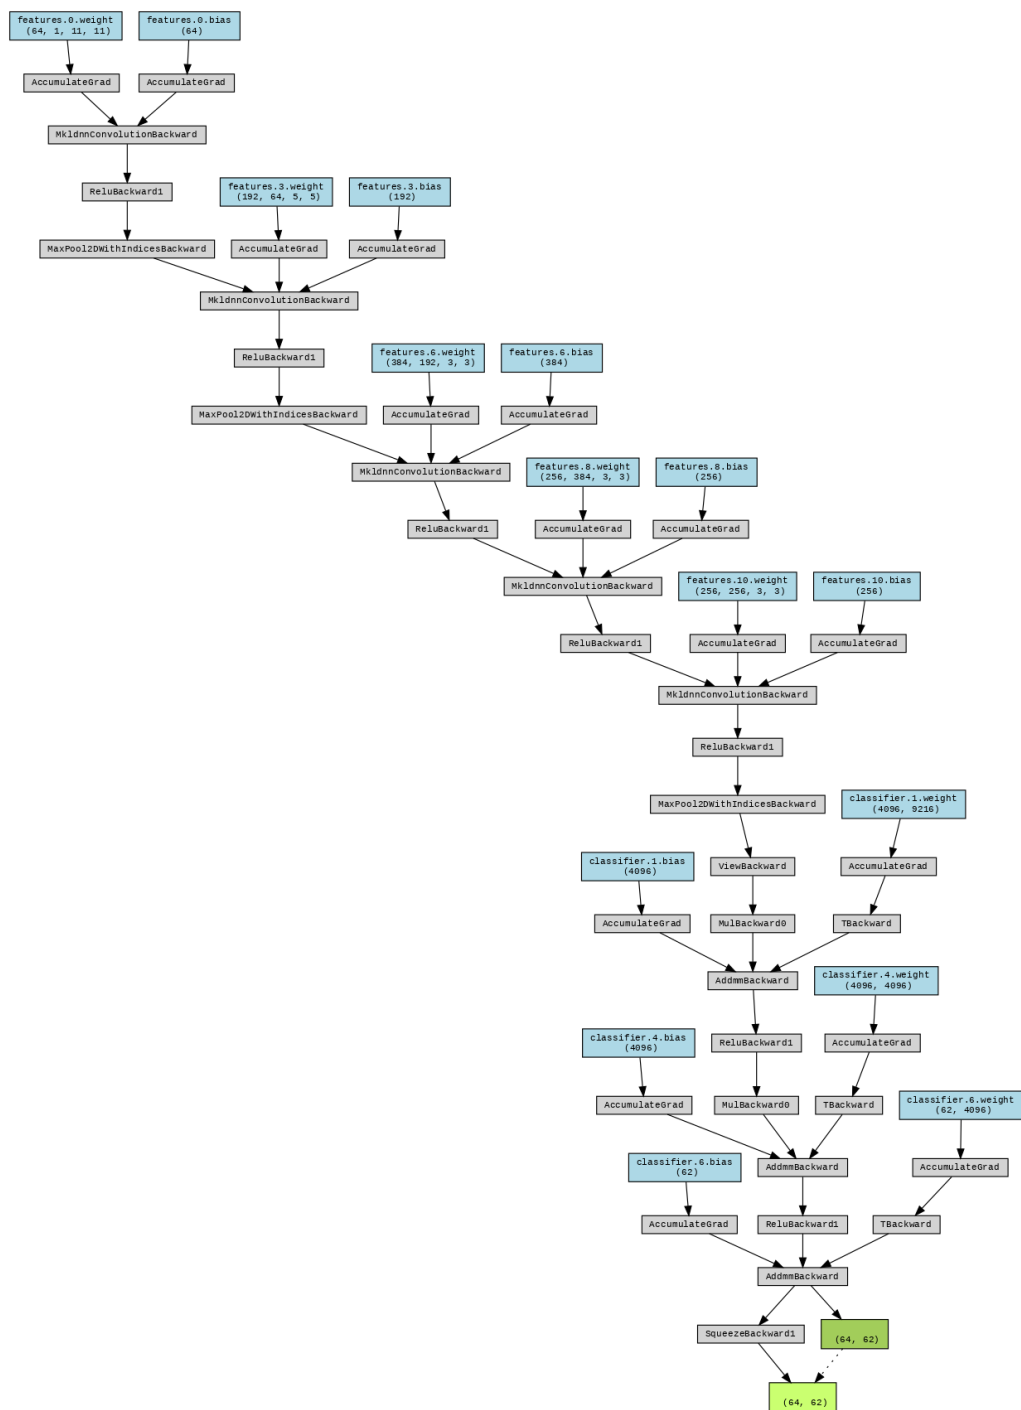 features.0.weight
(64, 1, 11, 11)
features.0.bias
(64)
AccumulateGrad
AccumulateGrad
MkldnnConvolutionBackward
ReluBackward1
features.3.weight
(192, 64, 5, 5)
features.3.bias
(192)
MaxPool2DWithIndicesBackward
AccumulateGrad
AccumulateGrad
MkldnnConvolutionBackward
ReluBackward1
features.6.weight
(384, 192, 3, 3)
features.6.bias
(384)
MaxPool2DWithIndicesBackward
AccumulateGrad
AccumulateGrad
MkldnnConvolutionBackward
features.8.weight
(256, 384, 3, 3)
features.8.bias
(256)
ReluBackward1
AccumulateGrad
AccumulateGrad
MkldnnConvolutionBackward
features.10.weight
(256, 256, 3, 3)
features.10.bias
(256)
ReluBackward1
AccumulateGrad
AccumulateGrad
MkldnnConvolutionBackward
ReluBackward1
MaxPool2DWithIndicesBackward
classifier.1.weight
(4096, 9216)
classifier.1.bias
(4096)
ViewBackward
AccumulateGrad
AccumulateGrad
MulBackward0
TBackward
AddmmBackward
classifier.4.weight
(4096, 4096)
classifier.4.bias
(4096)
ReluBackward1
AccumulateGrad
AccumulateGrad
MulBackward0
TBackward
classifier.6.weight
(62, 4096)
classifier.6.bias
(62)
AddmmBackward
AccumulateGrad
AccumulateGrad
ReluBackward1
TBackward
AddmmBackward
SqueezeBackward1
(64, 62)
(64, 62)